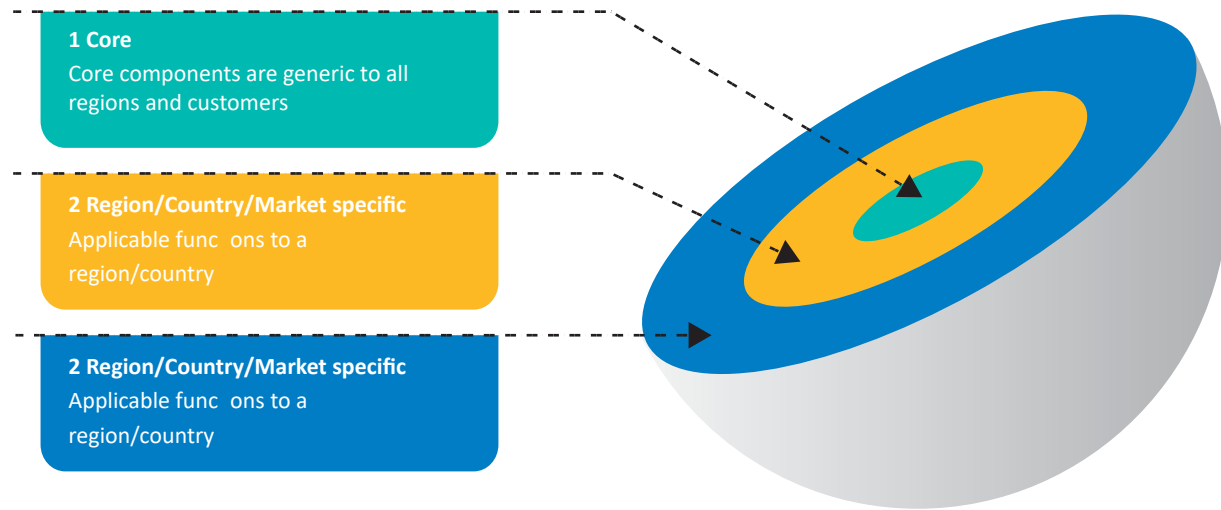 1 Core
Core components are generic to all
regions and customers
2 Region/Country/Market specific
Applicable func ons to a
region/country
2 Region/Country/Market specific
Applicable func ons to a
region/country